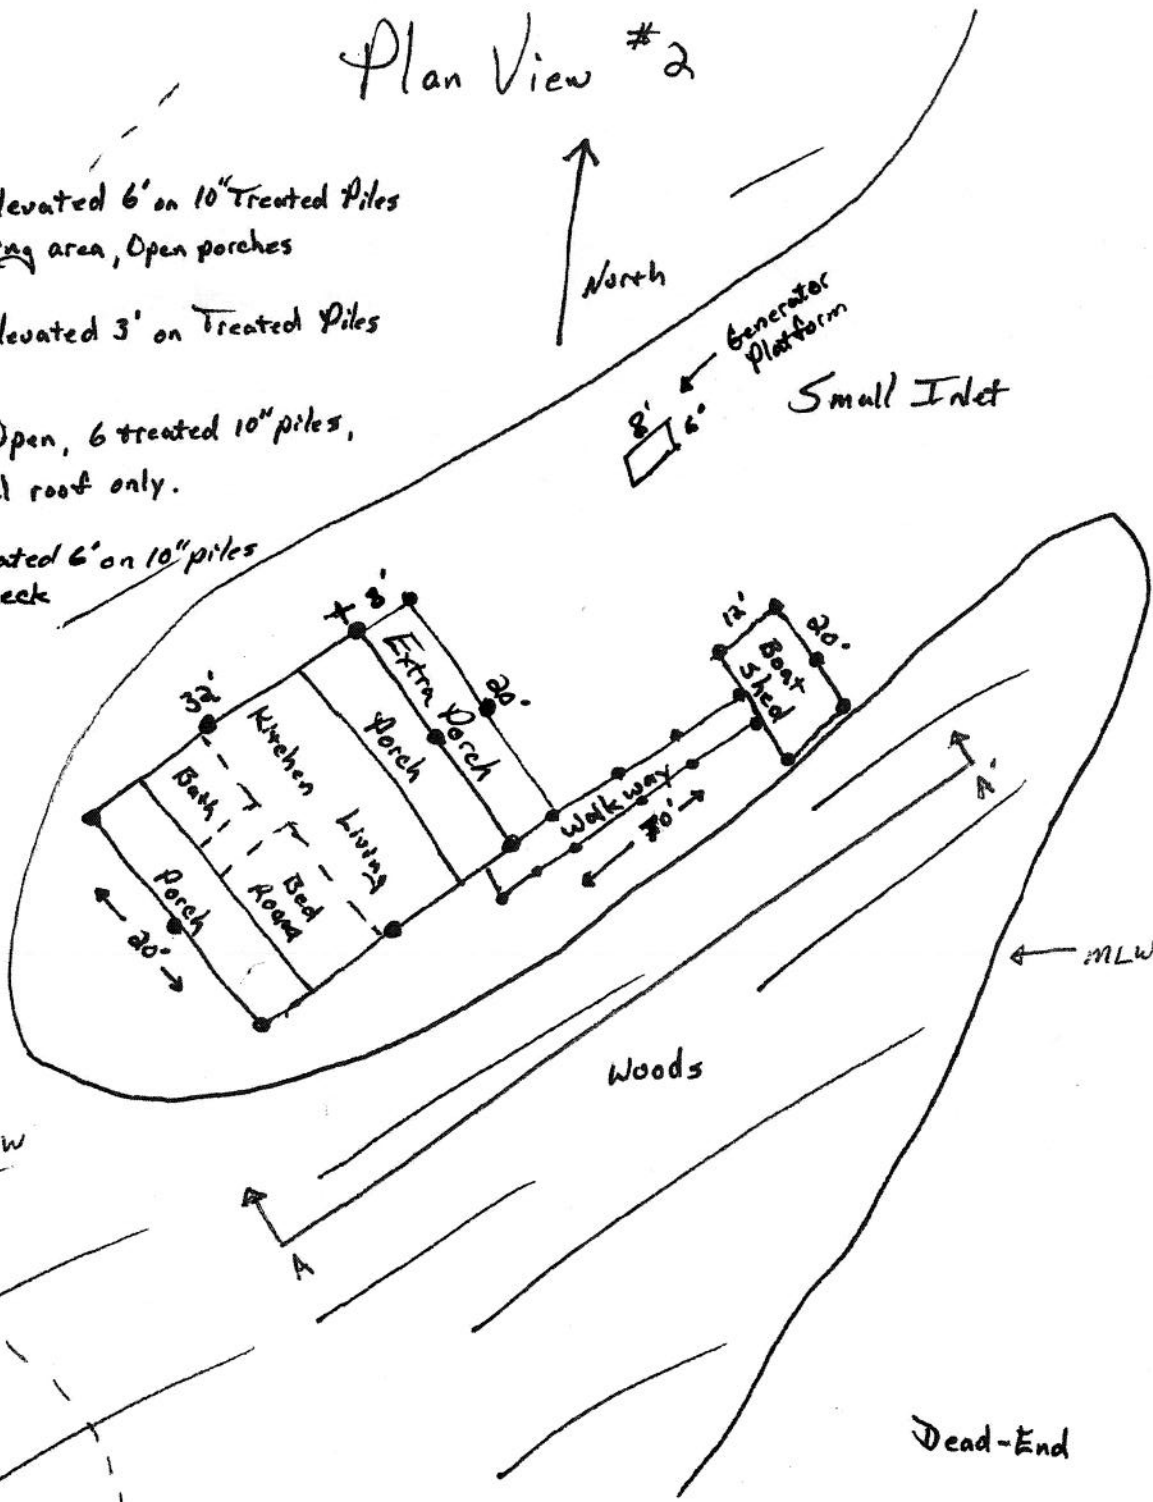 Plan View #2
levated 6' on 10" Treated Piles
ng area, Open porches
levated 3' on Treated Piles
Open, 6 treated 10" piles,
l roof only.
ated 6' on 10" piles
eck
North
Generator
Platform
8'
6'
Small Inlet
+ 8'
Extra Porch
20'
32'
Kitchen
Porch
Bath
Living
Bed
Room
Porch
20'
12'
20'
Boat
Shed
Walkway
70'
A'
MLW
Woods
W
A
Dead-End